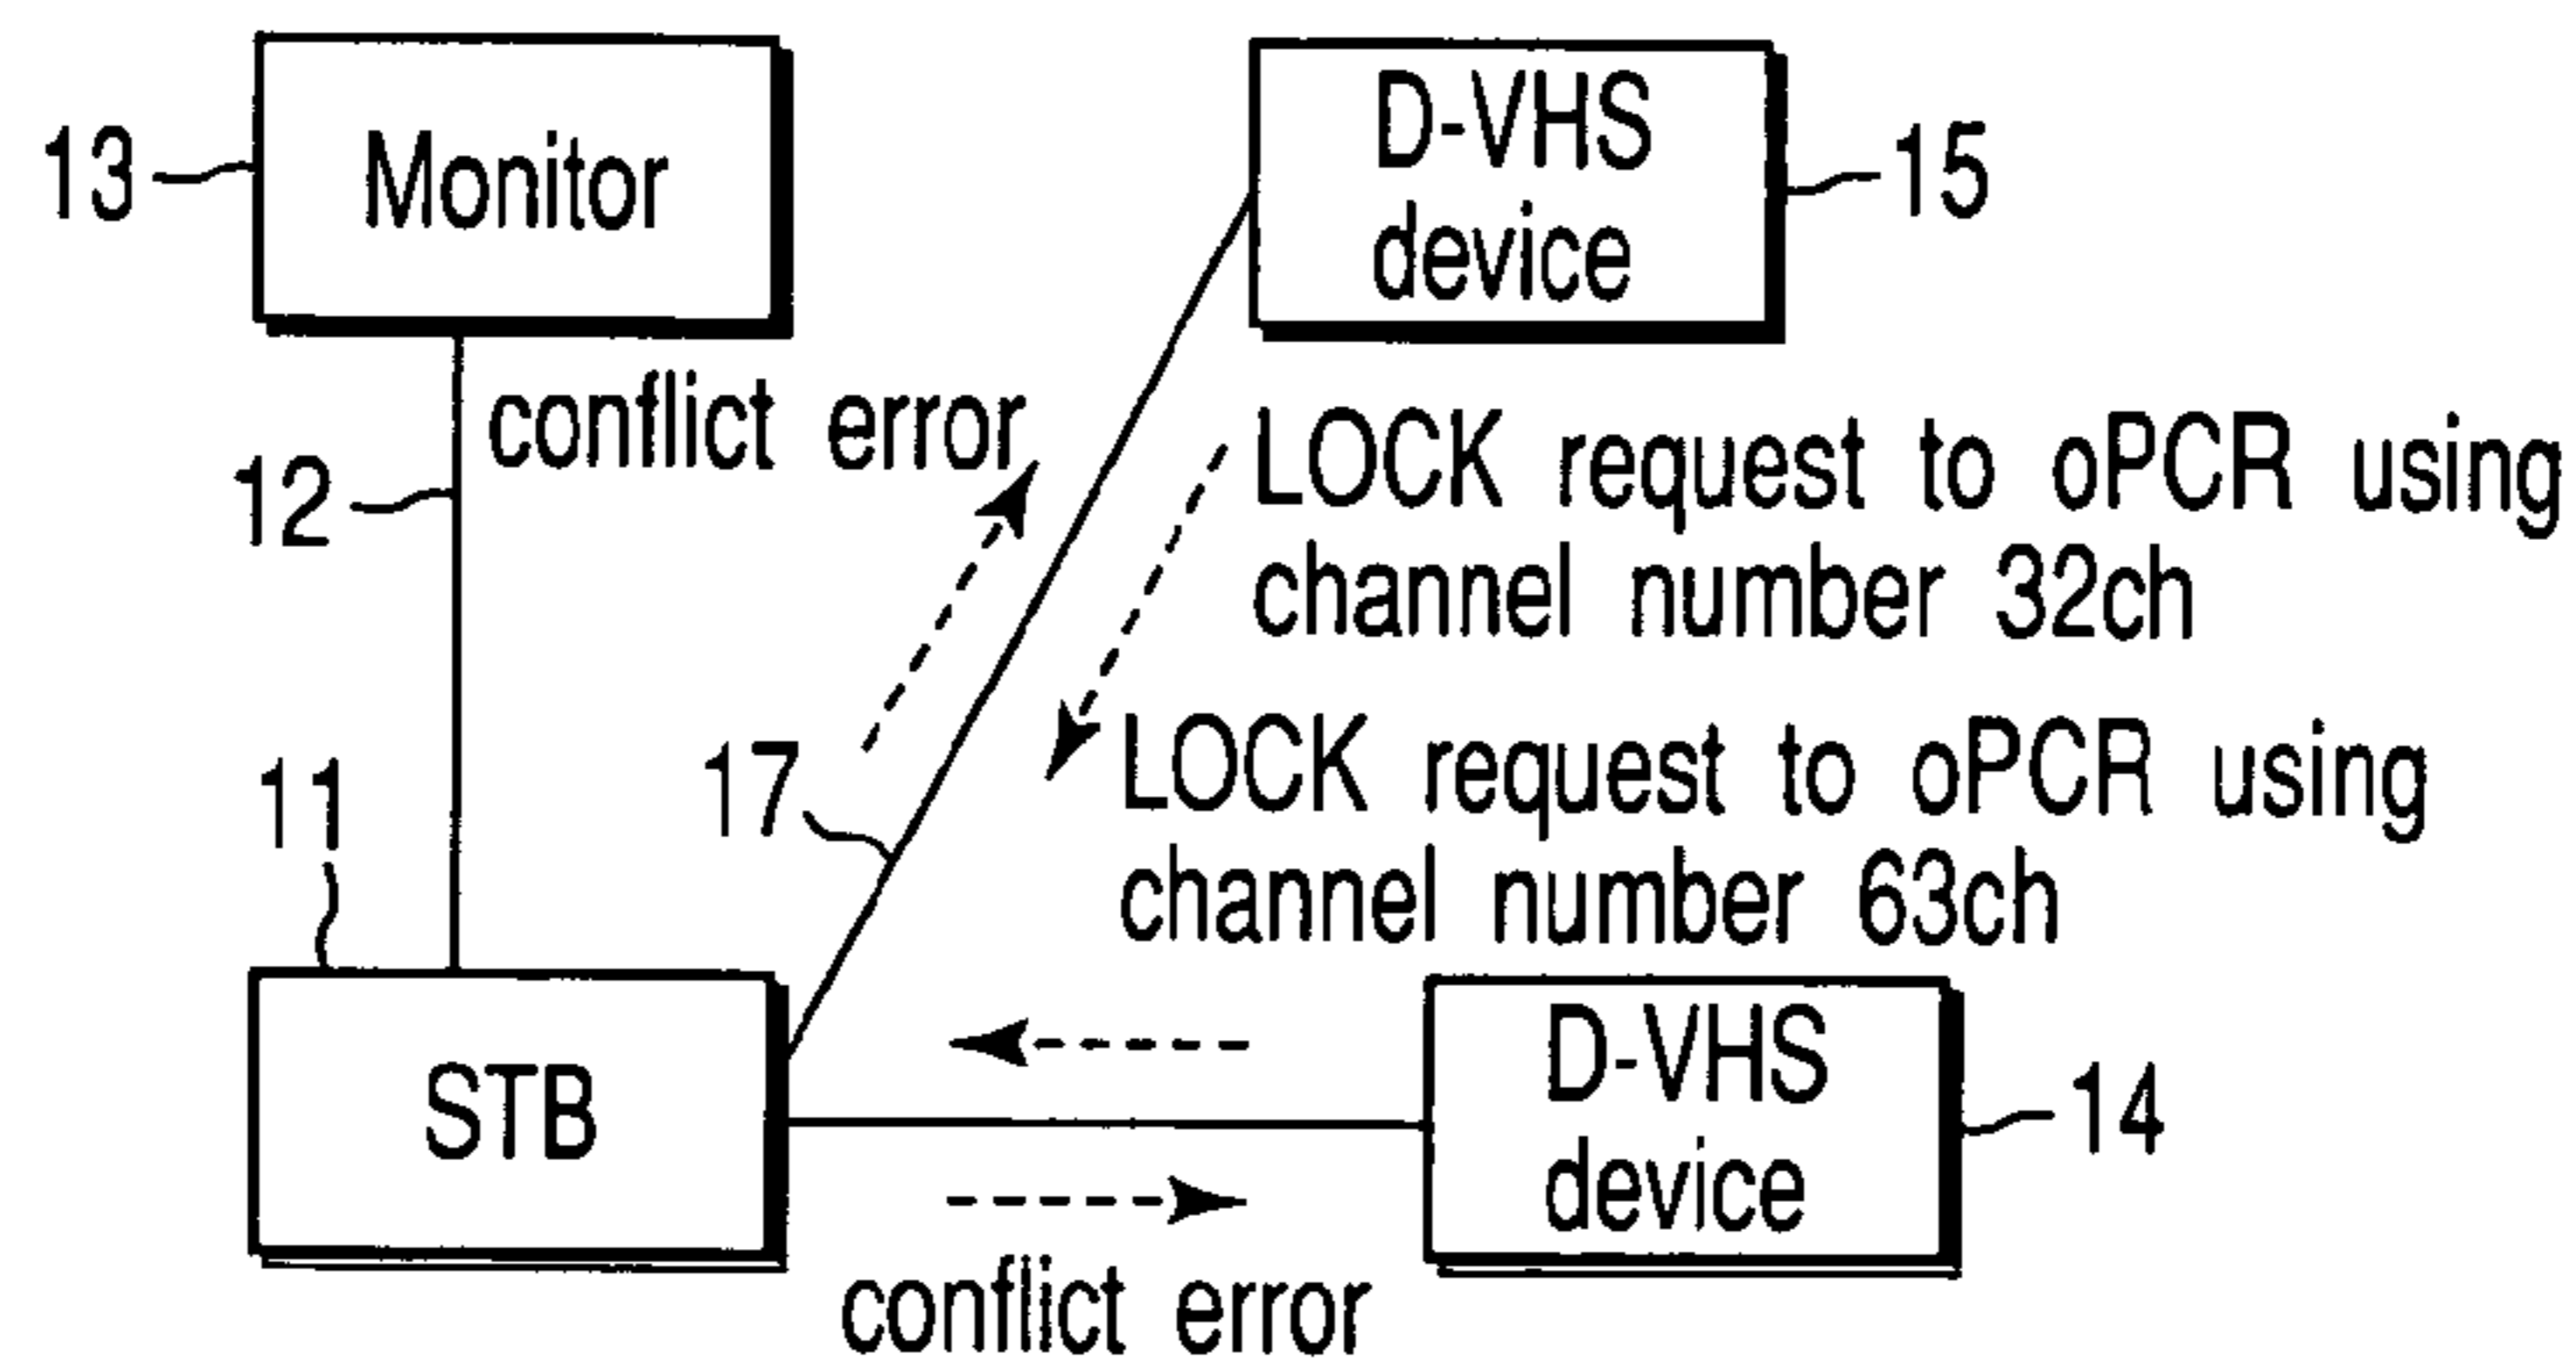 13
Monitor
D-VHS
device
15
conflict error
12
LOCK request to oPCR using
channel number 32ch
11
17
LOCK request to oPCR using
channel number 63ch
STB
D-VHS
device
14
conflict error